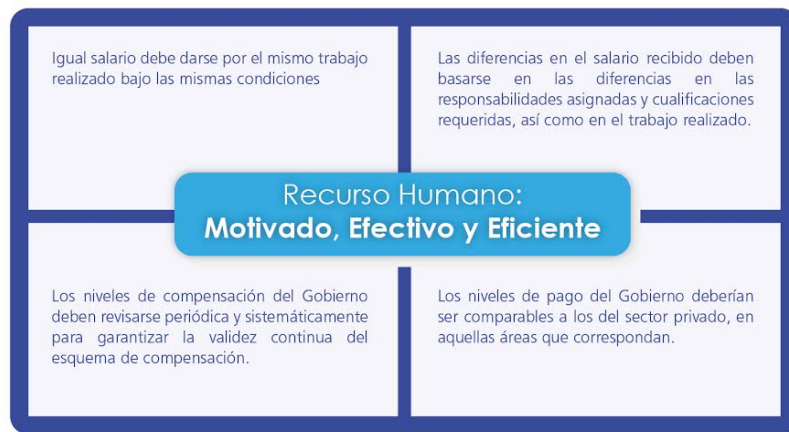 Igual salario debe darse por el mismo trabajo
realizado bajo las mismas condiciones
Las diferencias en el salario recibido deben
basarse en las diferencias en las
responsabilidades asignadas y cualificaciones
requeridas, así como en el trabajo realizado.
Recurso Humano:
Motivado, Efectivo y Eficiente
Los niveles de compensación del Gobierno
deben revisarse periódica y sistemáticamente
para garantizar la validez continua del
esquema de compensación.
Los niveles de pago del Gobierno deberían
ser comparables a los del sector privado, en
aquellas áreas que correspondan.